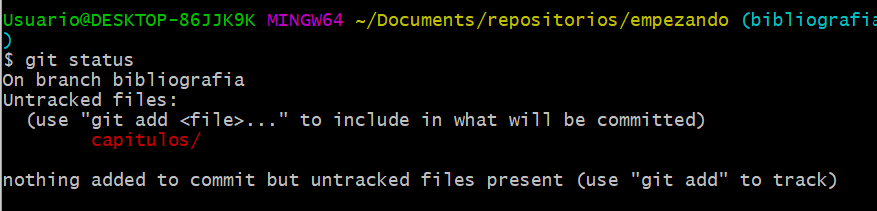 Usuario@DESKTOP-86JJK9K MINGW64 ~/Documents/repositorios/empezando (bibliografia
)
$ git status
On branch bibliografia
Untracked files:
  (use "git add <file>..." to include in what will be committed)
        capitulos/

nothing added to commit but untracked files present (use "git add" to track)